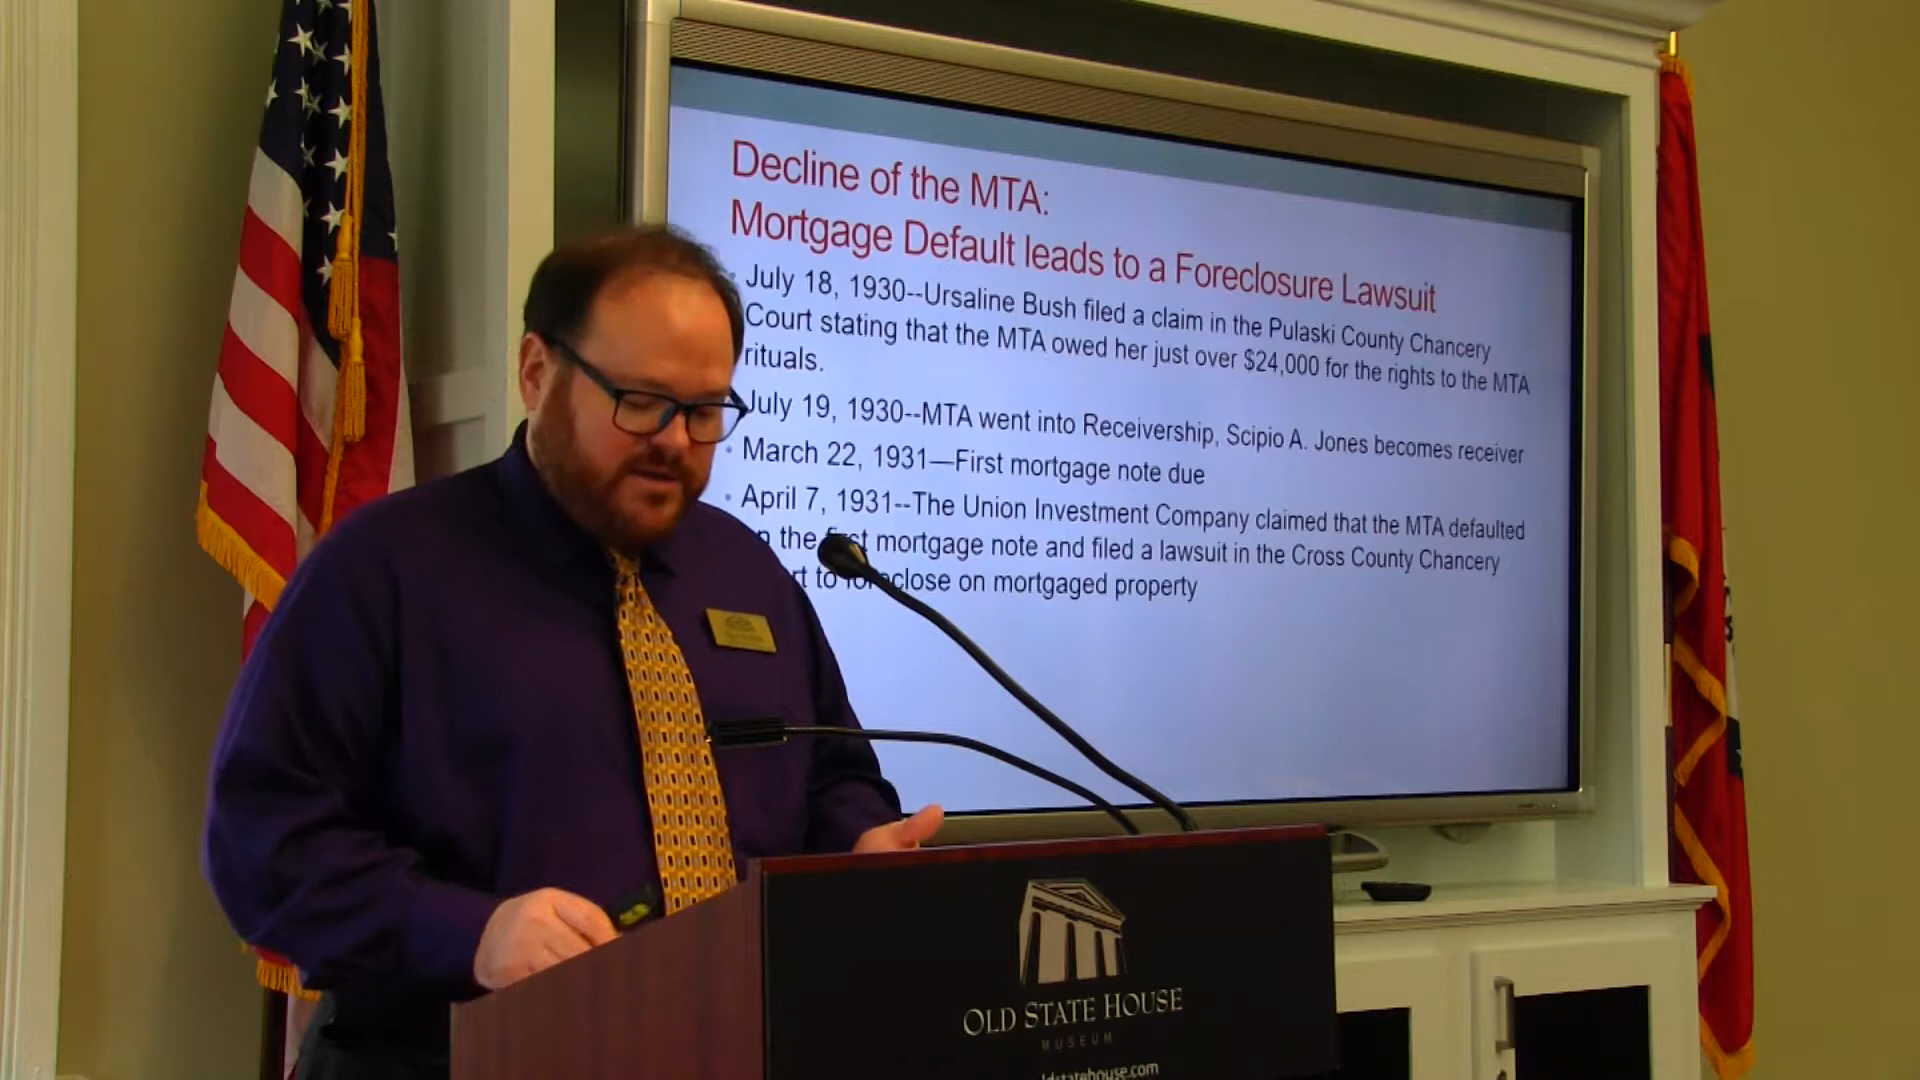 Decline of the MTA:
Mortgage Default leads to a Foreclosure Lawsuit
July 18, 1930--Ursaline Bush filed a claim in the Pulaski County Chancery
Court stating that the MTA owed her just over $24,000 for the rights to the MTA
rituals.
July 19, 1930--MTA went into Receivership, Scipio A. Jones becomes receiver
March 22, 1931—First mortgage note due
April 7, 1931--The Union Investment Company claimed that the MTA defaulted
the first mortgage note and filed a lawsuit in the Cross County Chancery
to foreclose on mortgaged property
OLD STATE HOUSE
MUSEUM
ldstatehouse.com